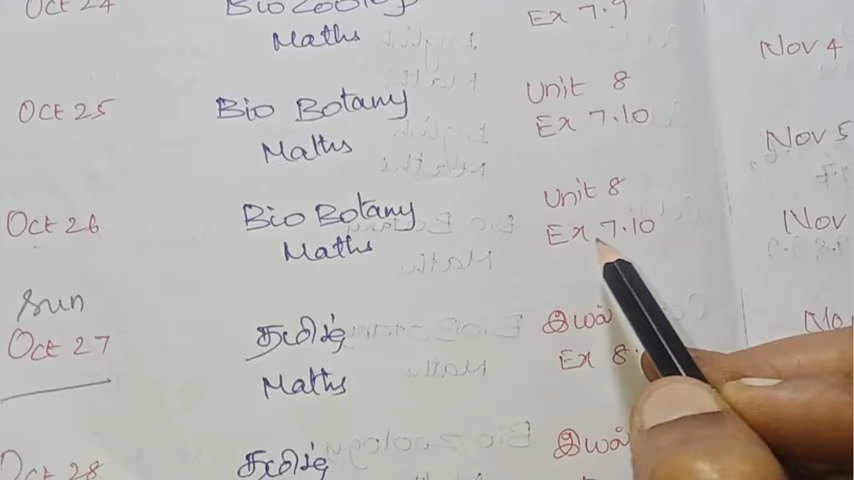 Oct 24 Bio Zoology
Maths Ex 7.9
Nov 4
Oct 25 Bio Botany Unit 8
Maths Ex 7.10
Nov 5
Oct 26 Bio Botany Unit 8
Maths Ex 7.10
Nov
Sun
Oct 27 தமிழ் இயல்
Maths Ex 8.
Oct 28 தமிழ் இயல்